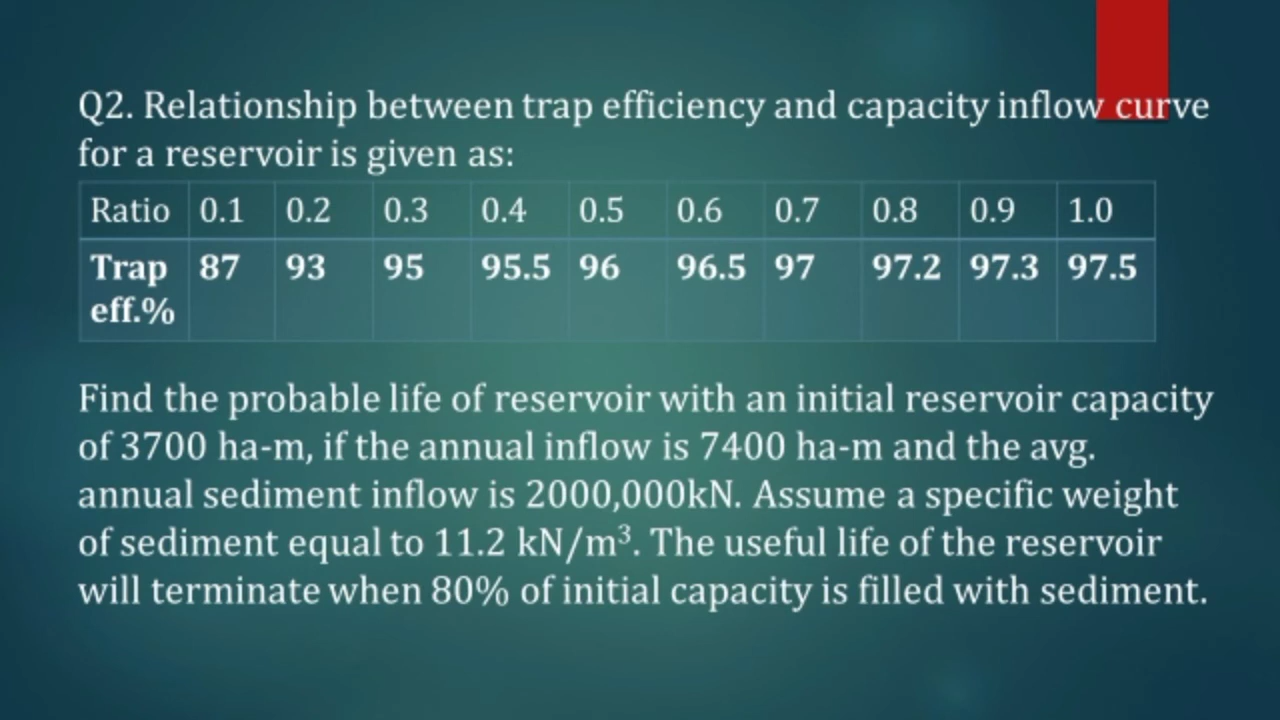 Q2. Relationship between trap efficiency and capacity inflow curve
for a reservoir is given as:
Ratio 0.1 0.2 0.3 0.4 0.5 0.6 0.7 0.8 0.9 1.0
Trap 87 93 95 95.5 96 96.5 97 97.2 97.3 97.5
eff.%
Find the probable life of reservoir with an initial reservoir capacity
of 3700 ha-m, if the annual inflow is 7400 ha-m and the avg.
annual sediment inflow is 2000,000kN. Assume a specific weight
of sediment equal to 11.2 kN/m³. The useful life of the reservoir
will terminate when 80% of initial capacity is filled with sediment.